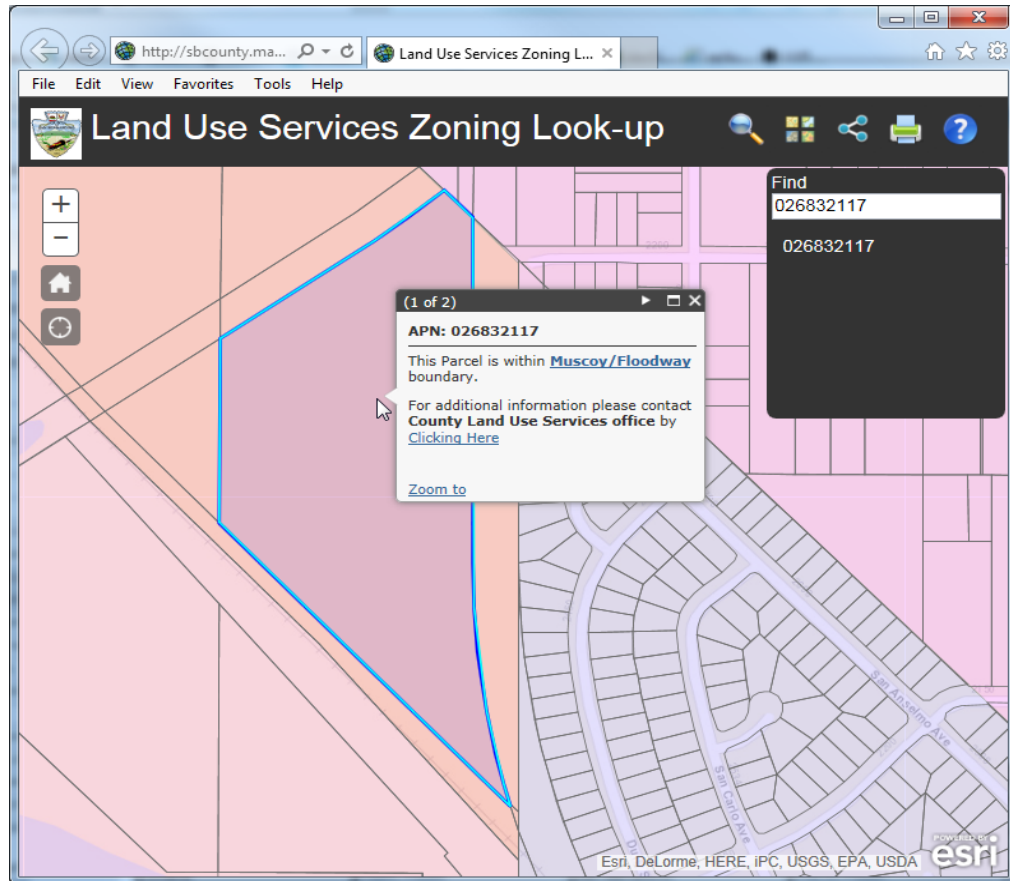 http://sbcounty.ma...
Land Use Services Zoning L...
File Edit View Favorites Tools Help
Land Use Services Zoning Look-up
Find
026832117
026832117
(1 of 2)
APN: 026832117
This Parcel is within Muscoy/Floodway
boundary.
For additional information please contact
County Land Use Services office by
Clicking Here
Zoom to
San Anselmo Ave
San Carlo Ave
Esri, DeLorme, HERE, iPC, USGS, EPA, USDA
POWERED BY
esri